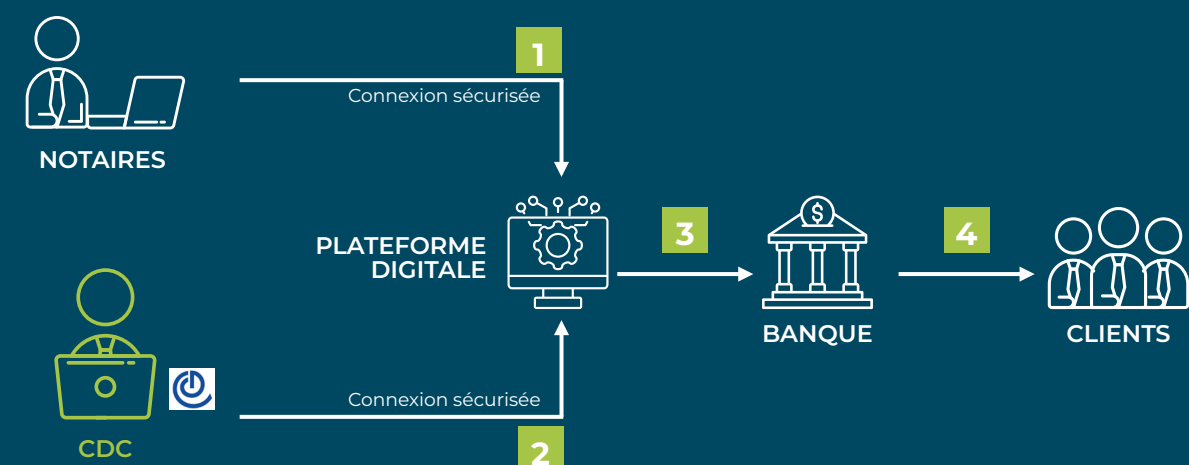 1
Connexion sécurisée
NOTAIRES
PLATEFORME
DIGITALE
3
$
BANQUE
4
CLIENTS
Connexion sécurisée
2
CDC